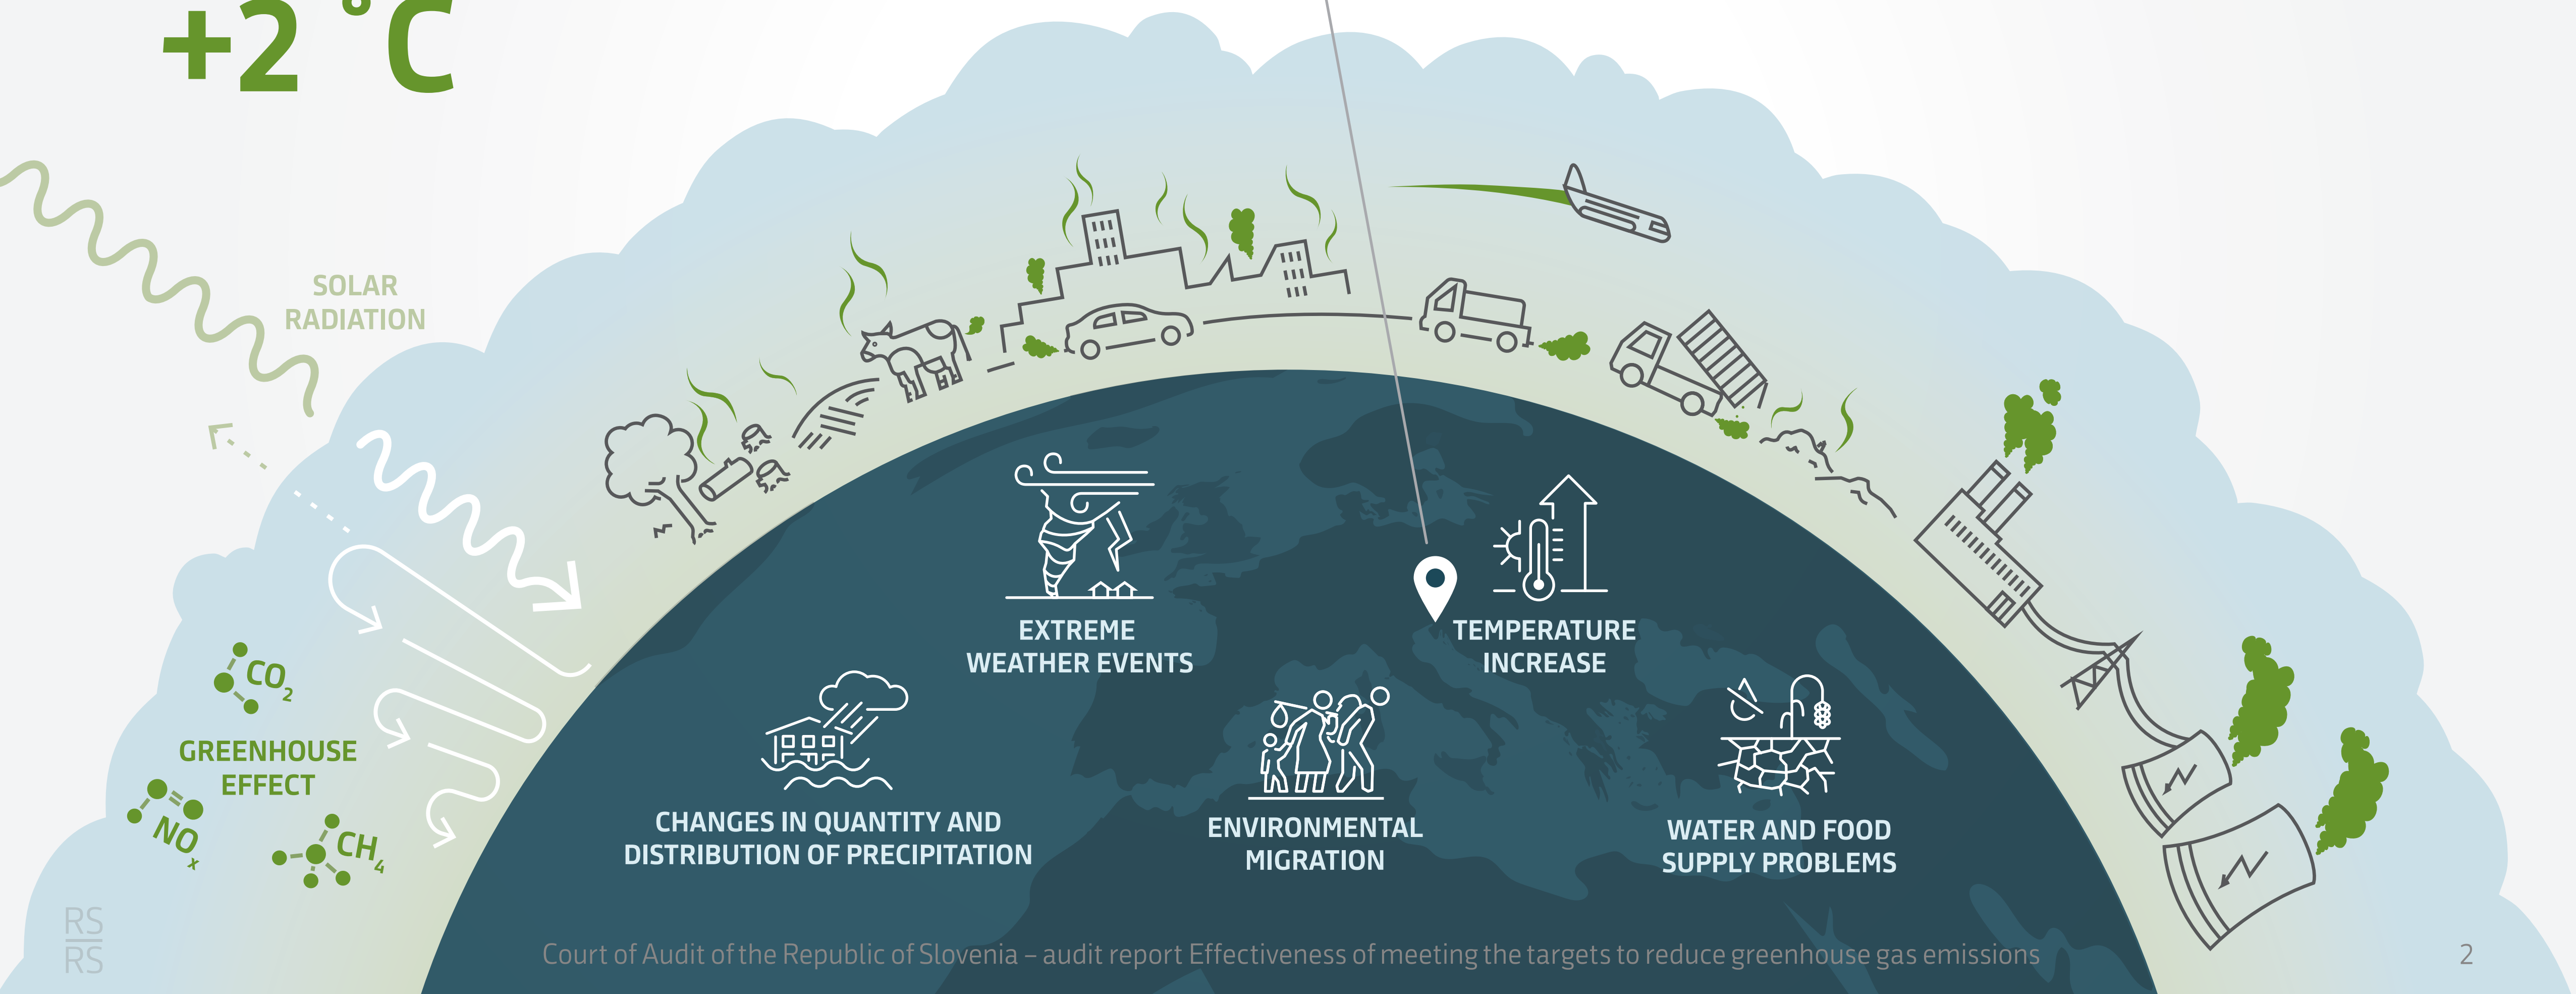 +2 °C
SOLAR
RADIATION
EXTREME
WEATHER EVENTS
TEMPERATURE
INCREASE
CO2
GREENHOUSE
EFFECT
NOx
CH4
CHANGES IN QUANTITY AND
DISTRIBUTION OF PRECIPITATION
ENVIRONMENTAL
MIGRATION
WATER AND FOOD
SUPPLY PROBLEMS
RS
RS
Court of Audit of the Republic of Slovenia – audit report Effectiveness of meeting the targets to reduce greenhouse gas emissions
2